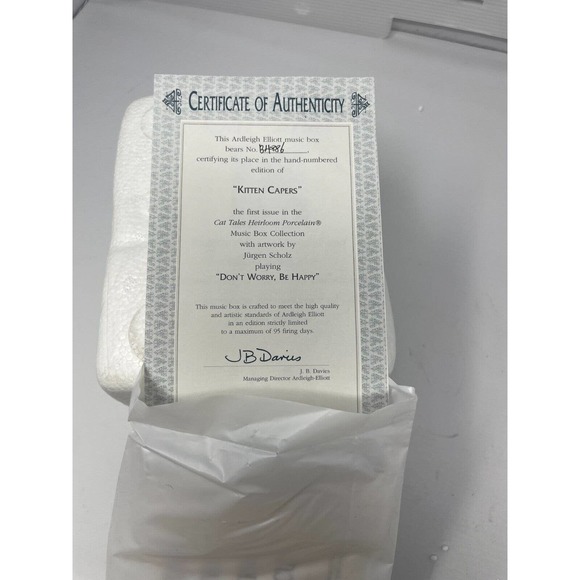 CERTIFICATE OF AUTHENTICITY
This Ardleigh Elliott music box
bears No. B4886,
certifying its place in the hand-numbered
edition of
"KITTEN CAPERS"
the first issue in the
Cat Tales Heirloom Porcelain®
Music Box Collection
with artwork by
Jürgen Scholz
playing
"DON'T WORRY, BE HAPPY"
This music box is crafted to meet the high quality
and artistic standards of Ardleigh Elliott
in an edition strictly limited
to a maximum of 95 firing days.
JB Davies
J. B. Davies
Managing Director Ardleigh-Elliott